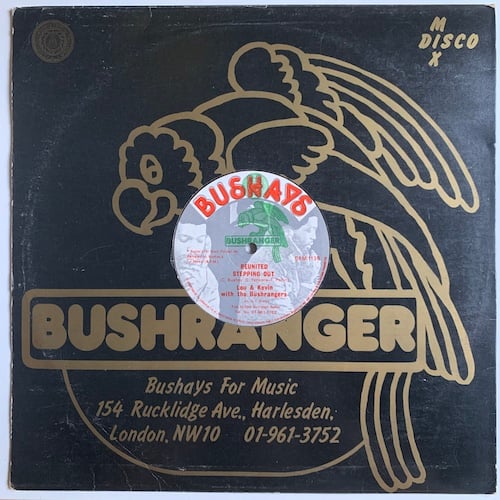 M
DISCO
X
BUSHAYS
BUSHRANGER
REUNITED
STEPPING OUT
Lou & Kevin
with the Bushrangers
BUSHRANGER
Bushays For Music
154 Rucklidge Ave., Harlesden,
London, NW10 01-961-3752